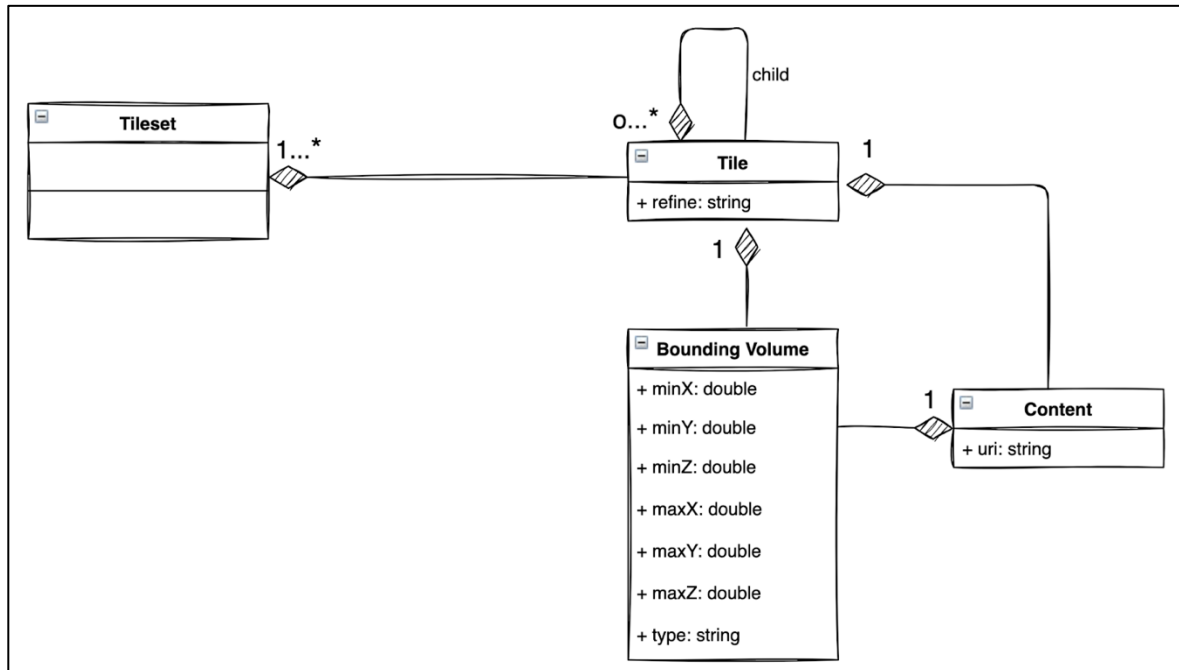 child
0...*
Tileset
1...*
Tile
1
+ refine: string
1
Bounding Volume
+ minX: double
+ minY: double
+ minZ: double
+ maxX: double
+ maxY: double
+ maxZ: double
+ type: string
1
Content
+ uri: string